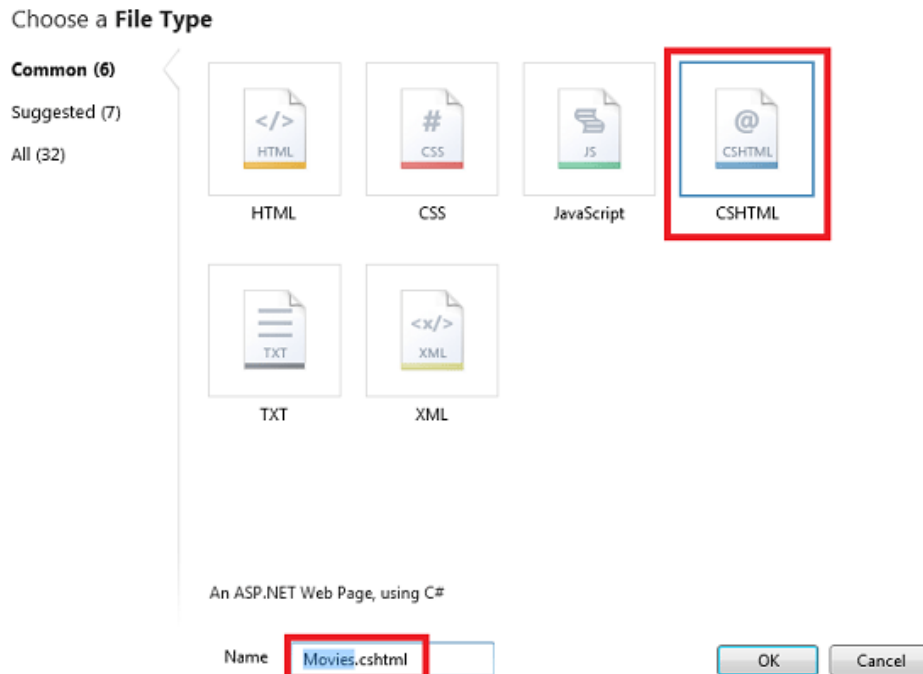 Choose a File Type
Common (6)
Suggested (7)
All (32)
</> HTML
# CSS
JS
@ CSHTML
HTML
CSS
JavaScript
CSHTML
TXT
<x/> XML
TXT
XML
An ASP.NET Web Page, using C#
Name Movies.cshtml OK Cancel